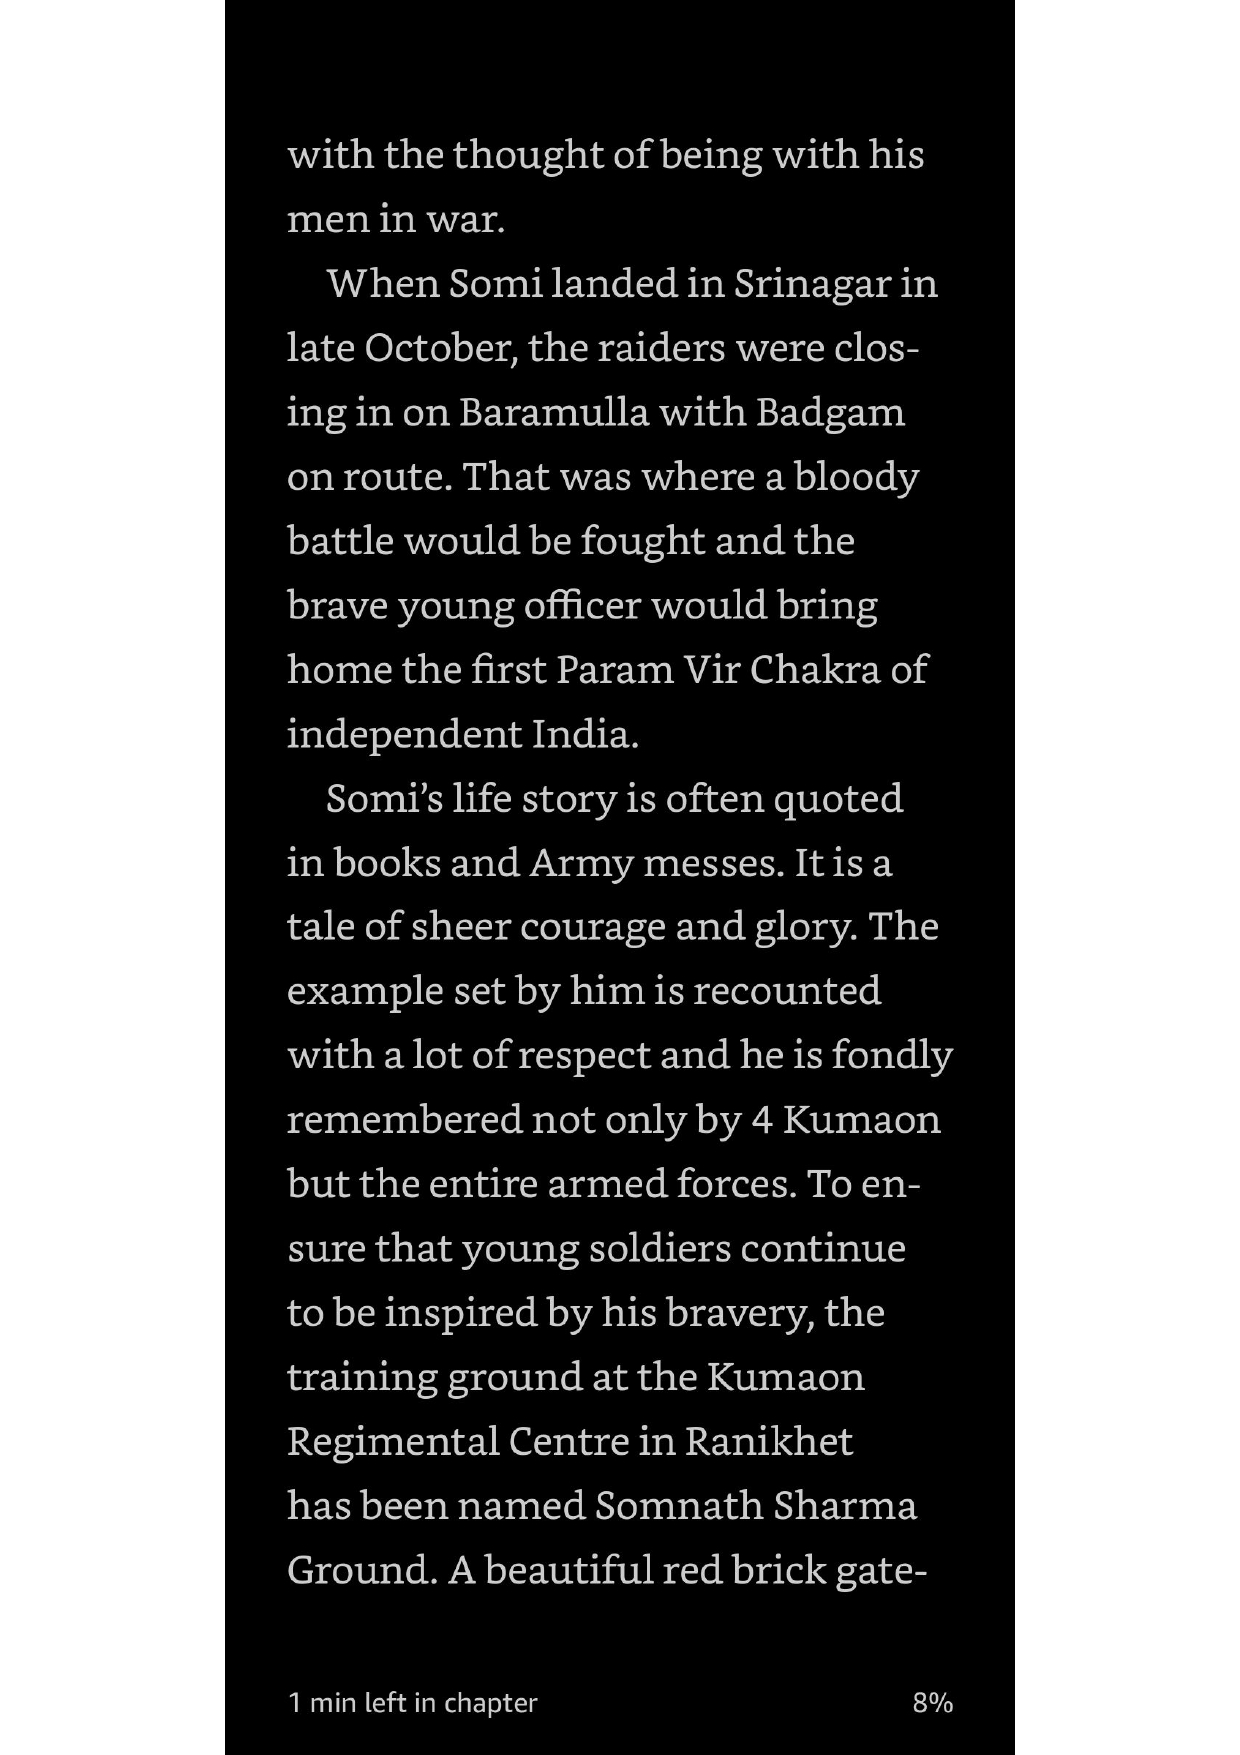 with the thought of being with his
men in war.
When Somi landed in Srinagar in
late October, the raiders were clos-
ing in on Baramulla with Badgam
on route. That was where a bloody
battle would be fought and the
brave young officer would bring
home the first Param Vir Chakra of
independent India.
Somi’s life story is often quoted
in books and Army messes. It is a
tale of sheer courage and glory. The
example set by him is recounted
with a lot of respect and he is fondly
remembered not only by 4 Kumaon
but the entire armed forces. To en-
sure that young soldiers continue
to be inspired by his bravery, the
training ground at the Kumaon
Regimental Centre in Ranikhet
has been named Somnath Sharma
Ground. A beautiful red brick gate-
1 min left in chapter 8%